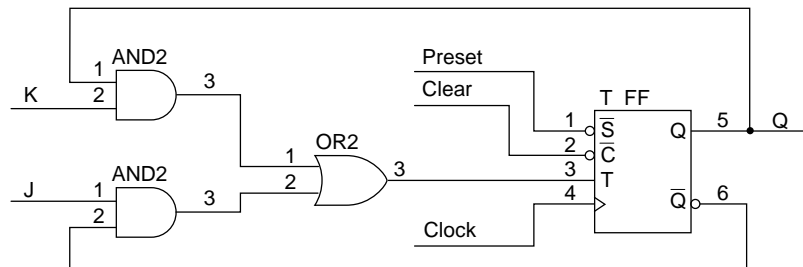 AND2
1
K
2
3
Preset
Clear
T FF
1
S̅
Q
5
Q
2
C̅
OR2
1
2
3
3
T
4
Q̅
6
AND2
J
1
2
3
Clock